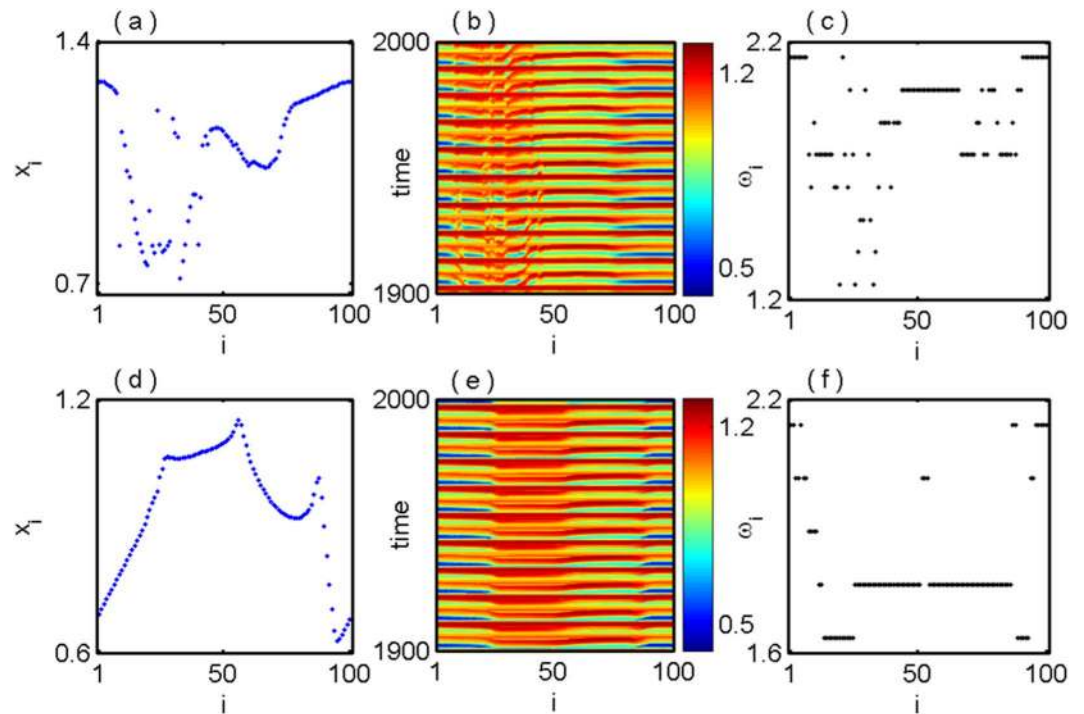 ( a )
1.4
0.7
x_i
1 50 100
i
( b )
2000
1900
time
1 50 100
i
1.2
0.5
( c )
2.2
1.2
ω_i
1 50 100
i
( d )
1.2
0.6
x_i
1 50 100
i
( e )
2000
1900
time
1 50 100
i
1.2
0.5
( f )
2.2
1.6
ω_i
1 50 100
i